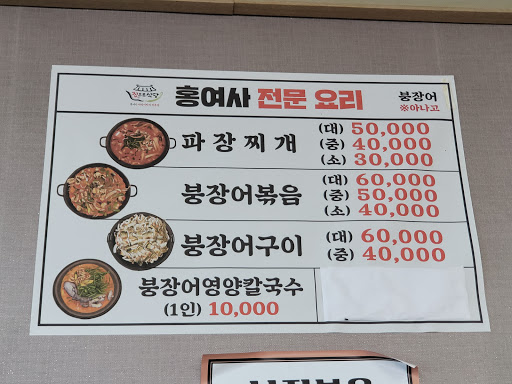 홍여사 전문 요리
붕장어
※아나고
파장찌개
(대) 50,000
(중) 40,000
(소) 30,000
붕장어볶음
(대) 60,000
(중) 50,000
(소) 40,000
붕장어구이
(대) 60,000
(중) 40,000
붕장어영양칼국수
(1인) 10,000